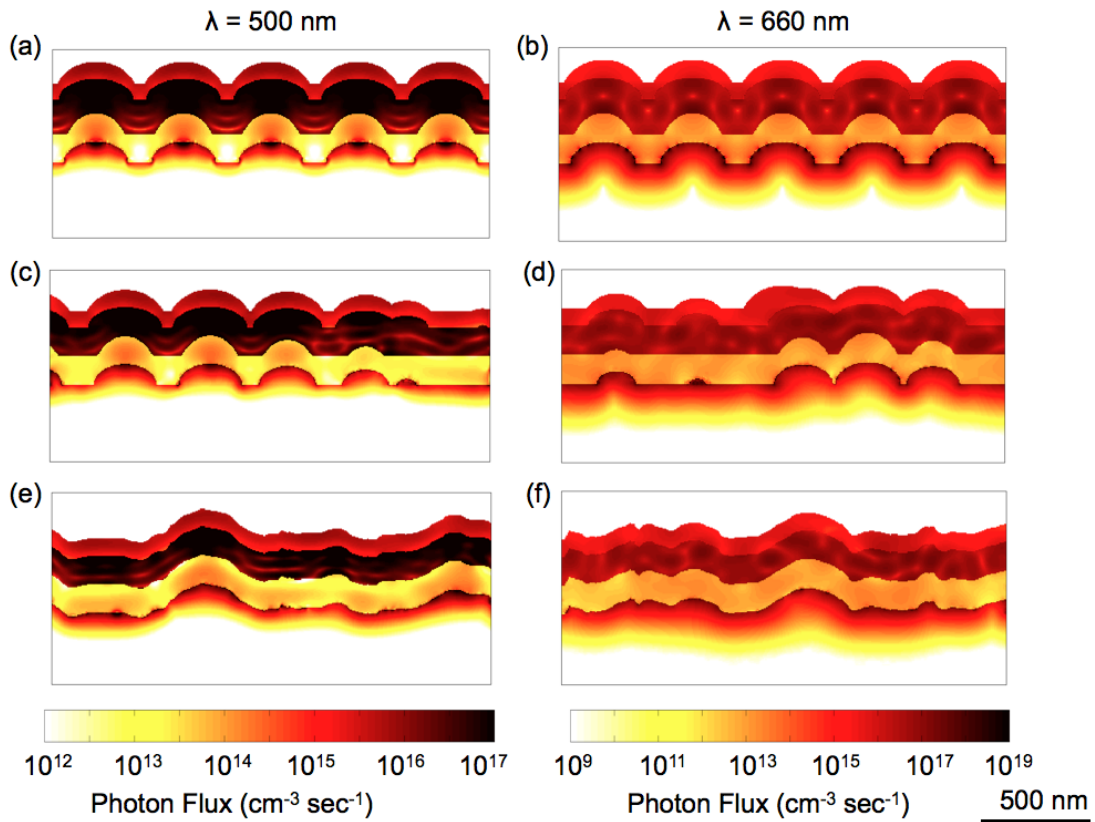 λ = 500 nm
λ = 660 nm
(a)
(b)
(c)
(d)
(e)
(f)
10¹² 10¹³ 10¹⁴ 10¹⁵ 10¹⁶ 10¹⁷
10⁹ 10¹¹ 10¹³ 10¹⁵ 10¹⁷ 10¹⁹
Photon Flux (cm⁻³ sec⁻¹)
Photon Flux (cm⁻³ sec⁻¹)
500 nm